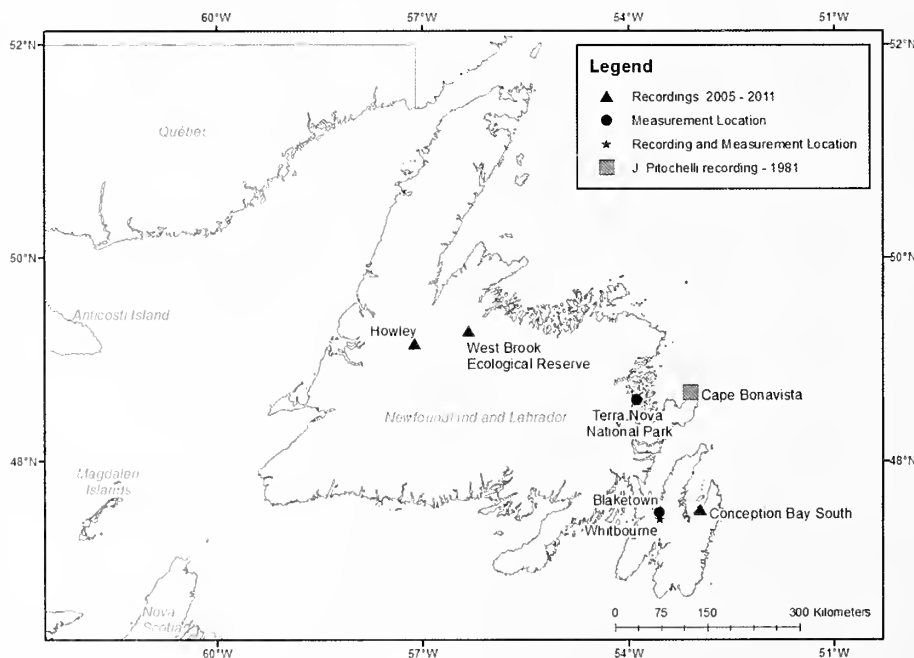 60°W 57°W 54°W 51°W
52°N
52°N
Legend
Recordings 2005 - 2011
Measurement Location
Recording and Measurement Location
J. Pitochelli recording - 1981
Québec
50°N
50°N
Anticosti Island
Howley
West Brook
Ecological Reserve
Cape Bonavista
Newfoundland and Labrador
Terra Nova
National Park
48°N
48°N
Magdalen
Islands
Blaketown
Conception Bay South
Whitbourne
Nova
Scotia
0 75 150 300 Kilometers
60°W 57°W 54°W 51°W